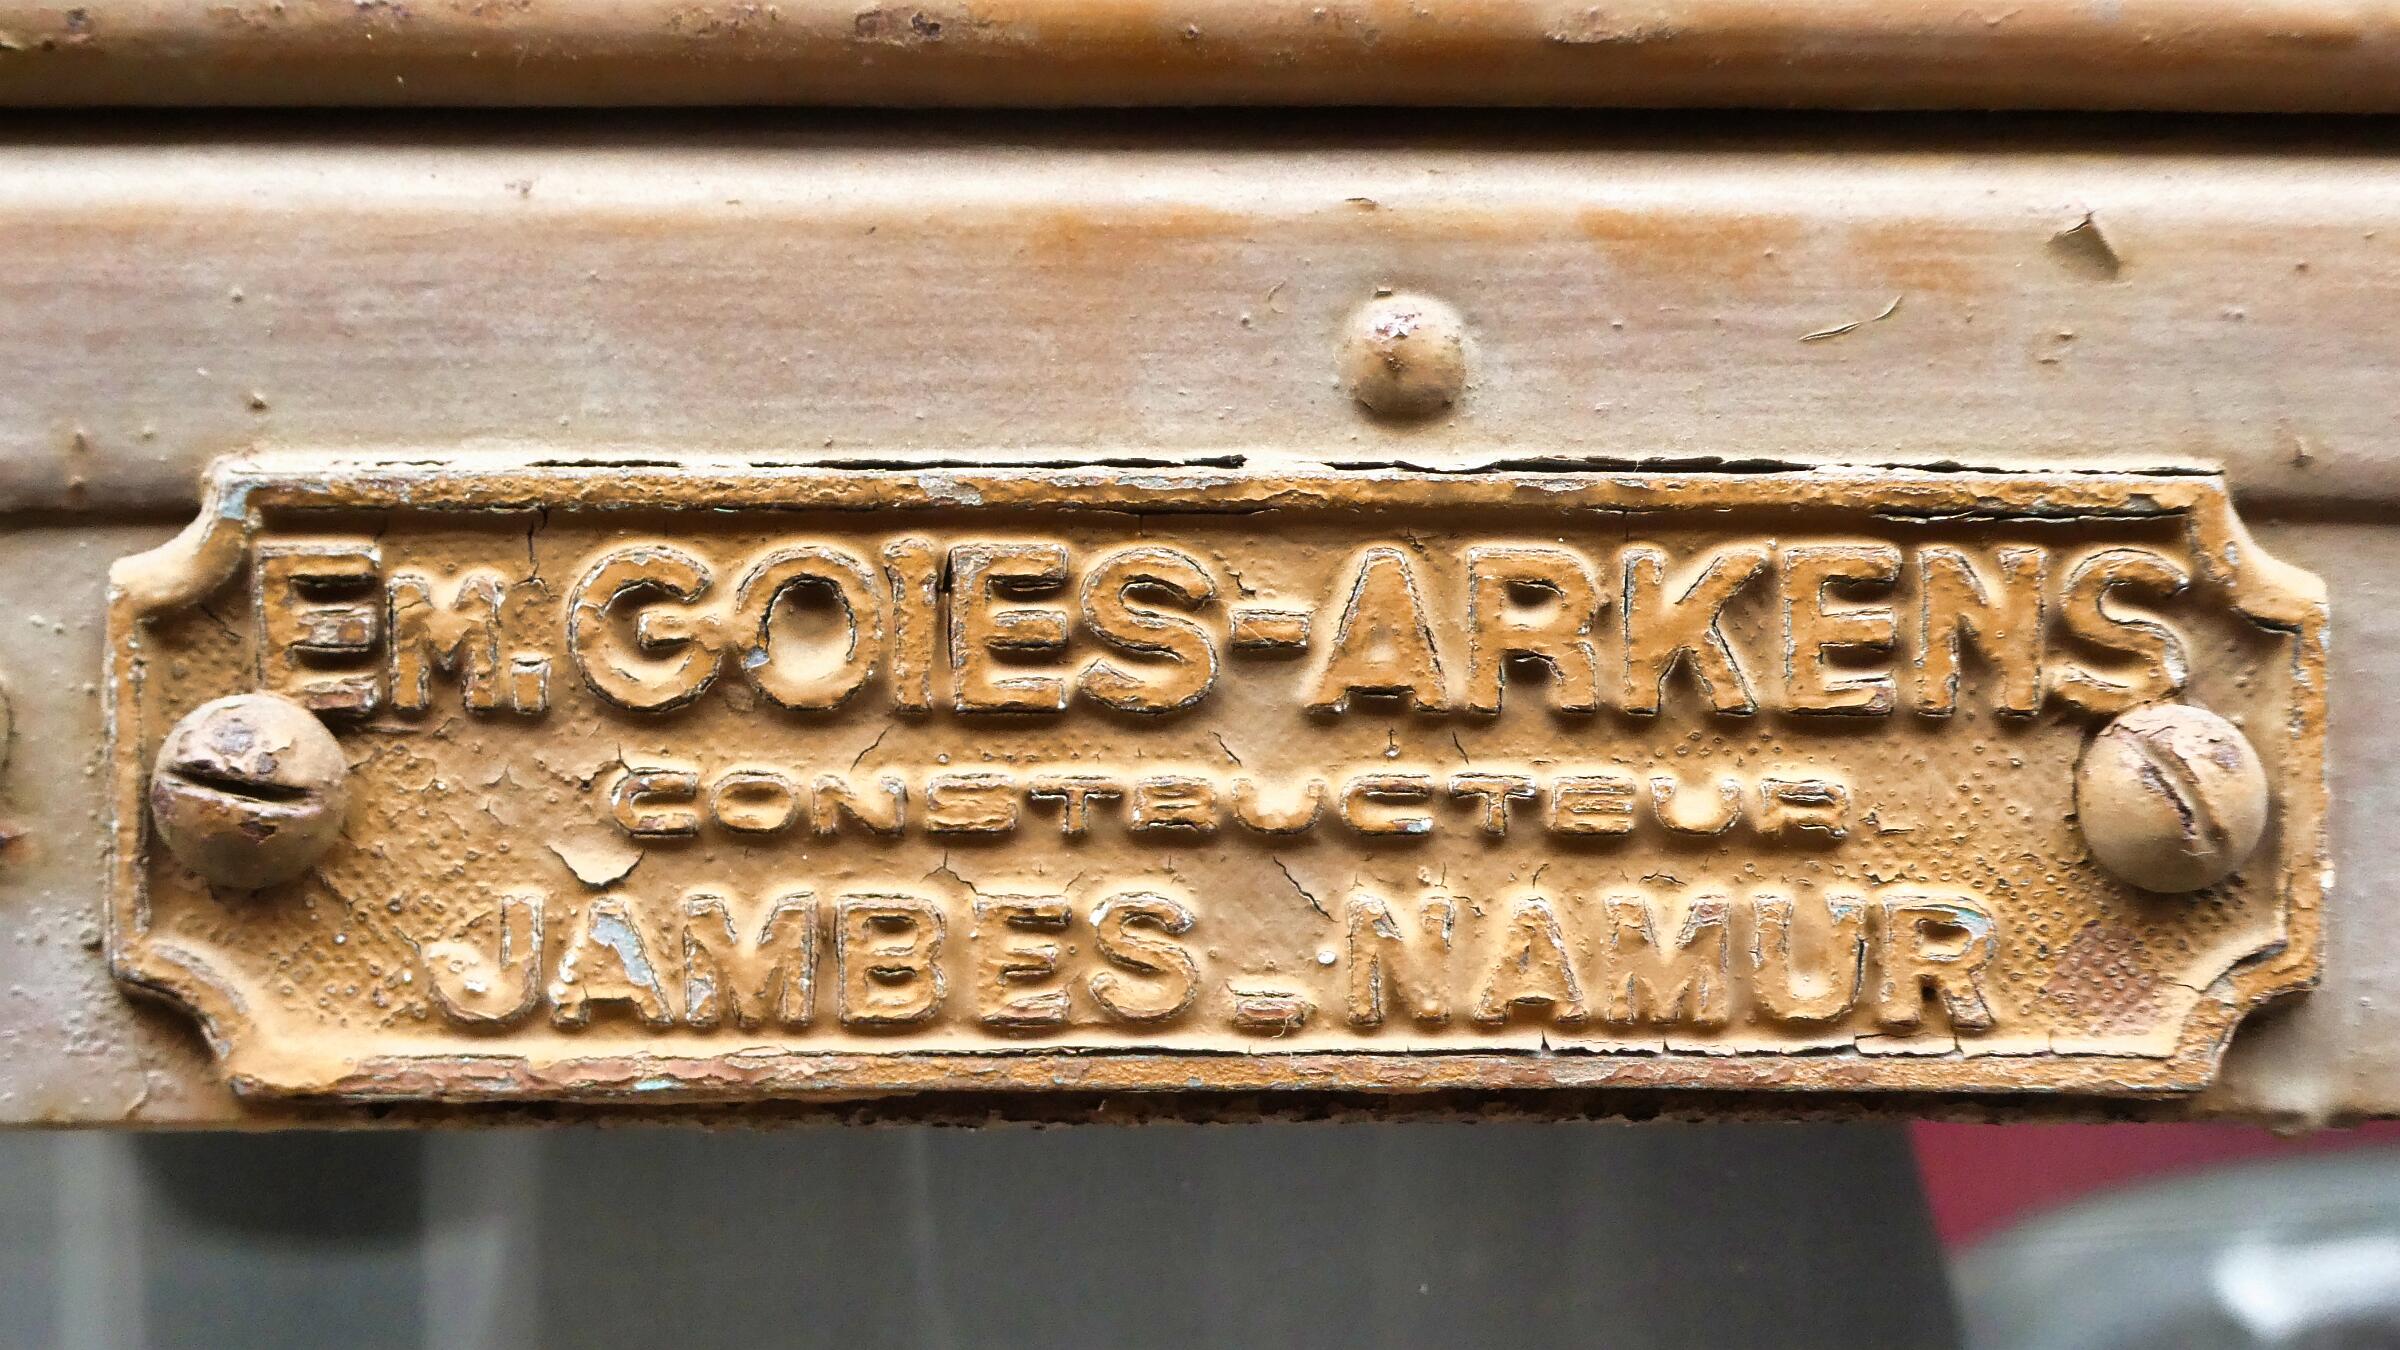 EM. GOIES-ARKENS
CONSTRUCTEUR
JAMBES-NAMUR